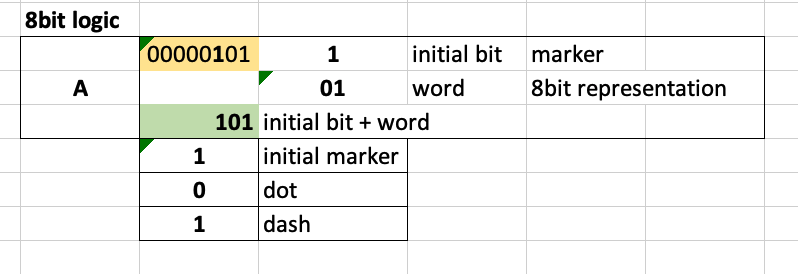 8bit logic
00000101 1 initial bit marker
A 01 word 8bit representation
101 initial bit + word
1 initial marker
0 dot
1 dash